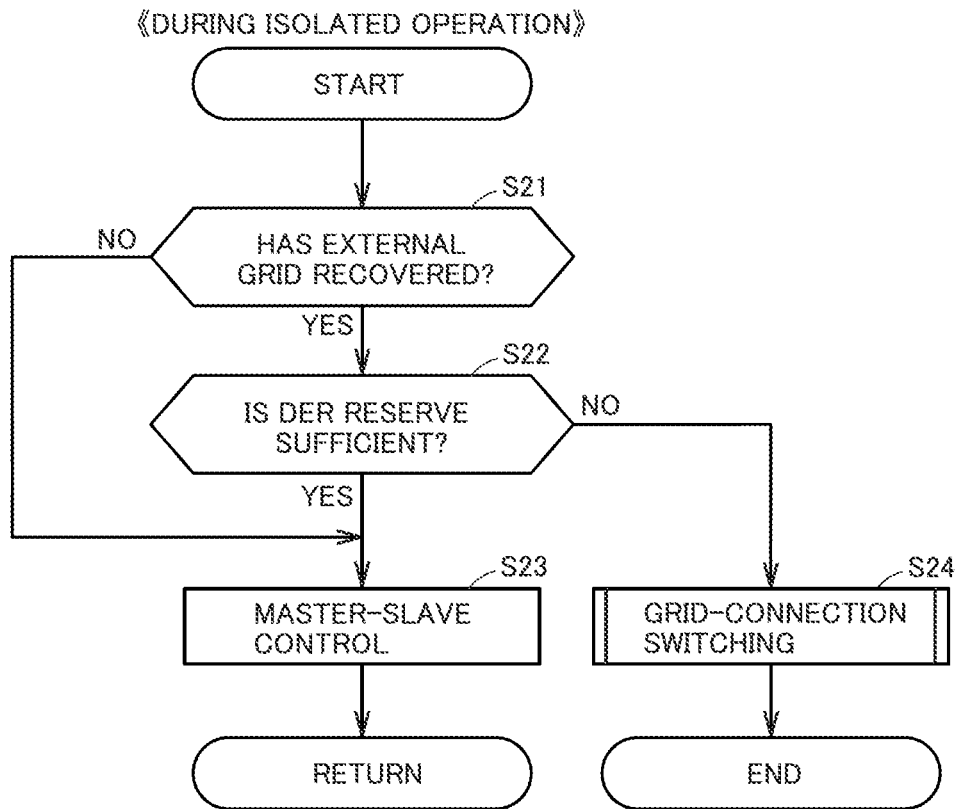 《DURING ISOLATED OPERATION》
START
S21
NO
HAS EXTERNAL
GRID RECOVERED?
YES
S22
IS DER RESERVE
SUFFICIENT?
NO
YES
S23
MASTER-SLAVE
CONTROL
S24
GRID-CONNECTION
SWITCHING
RETURN
END